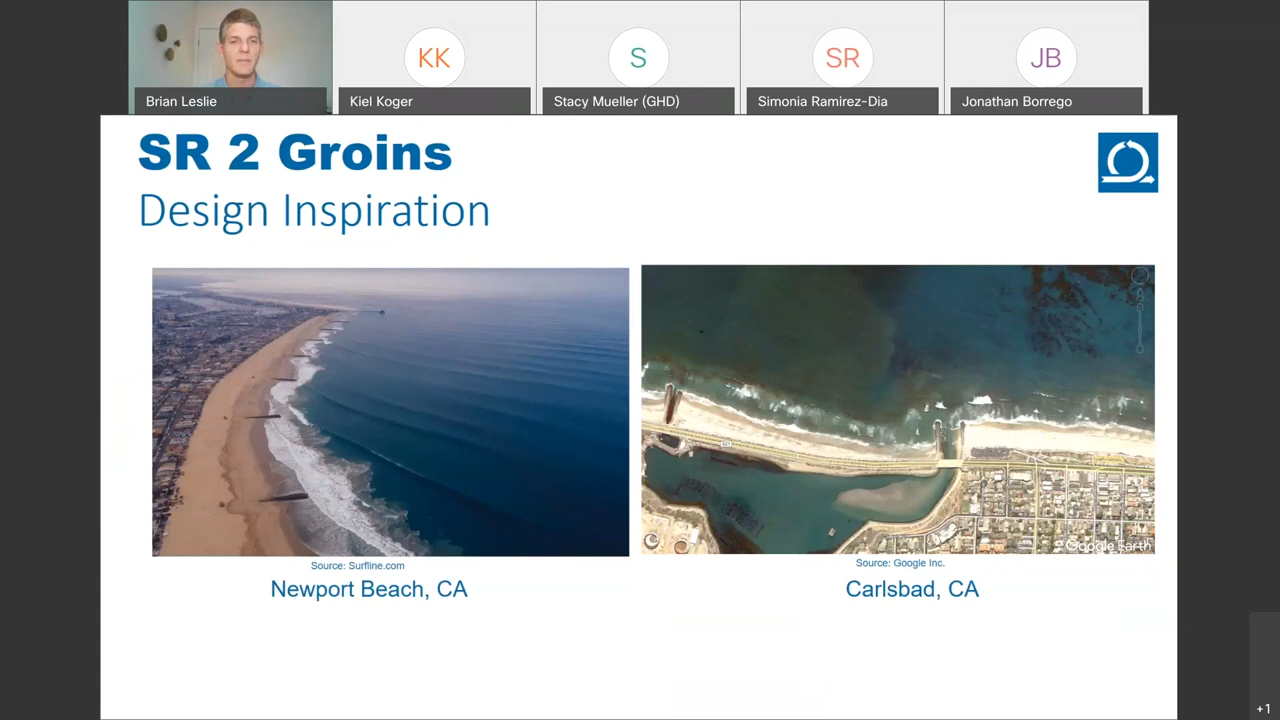 KK
S
SR
JB
Brian Leslie
Kiel Koger
Stacy Mueller (GHD)
Simonia Ramirez-Dia
Jonathan Borrego
SR 2 Groins
Design Inspiration
Google Earth
Source: Surfline.com
Source: Google Inc.
Newport Beach, CA
Carlsbad, CA
+1